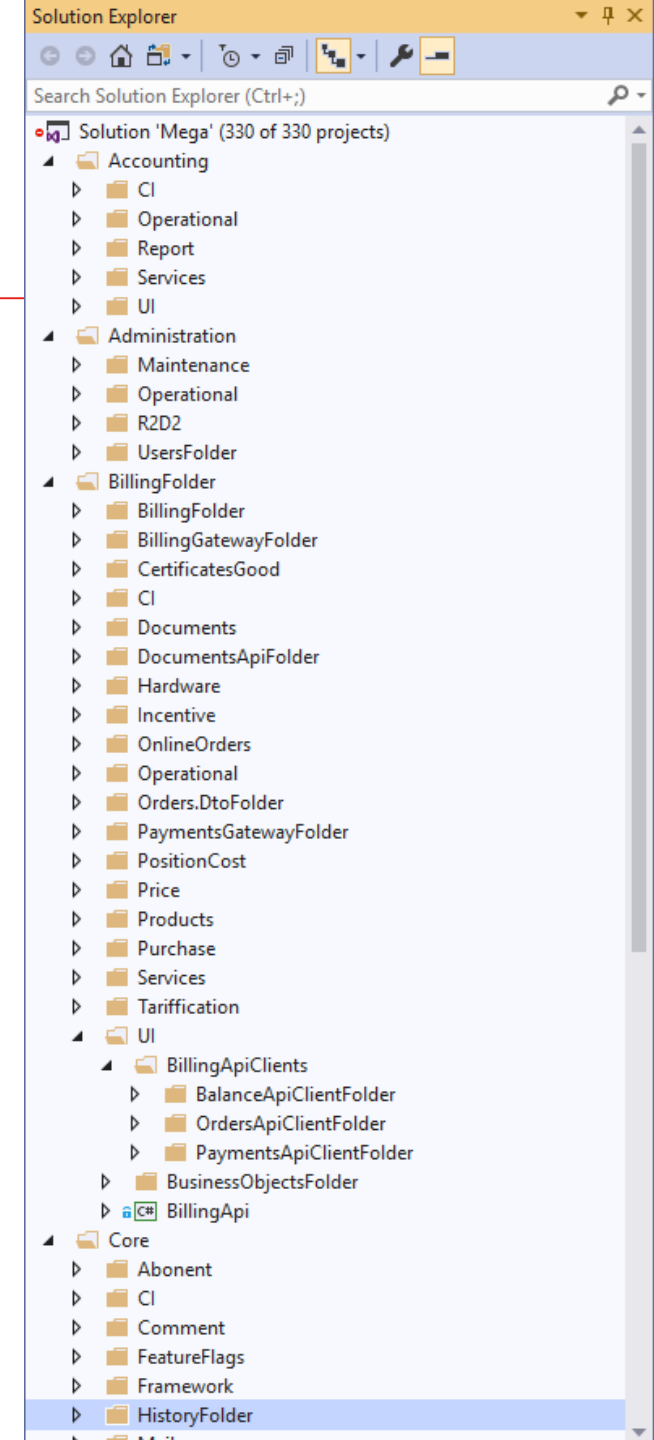 Solution Explorer
Search Solution Explorer (Ctrl+;)
Solution 'Mega' (330 of 330 projects)
Accounting
CI
Operational
Report
Services
UI
Administration
Maintenance
Operational
R2D2
UsersFolder
BillingFolder
BillingFolder
BillingGatewayFolder
CertificatesGood
CI
Documents
DocumentsApiFolder
Hardware
Incentive
OnlineOrders
Operational
Orders.DtoFolder
PaymentsGatewayFolder
PositionCost
Price
Products
Purchase
Services
Tariffication
UI
BillingApiClients
BalanceApiClientFolder
OrdersApiClientFolder
PaymentsApiClientFolder
BusinessObjectsFolder
C# BillingApi
Core
Abonent
CI
Comment
FeatureFlags
Framework
HistoryFolder